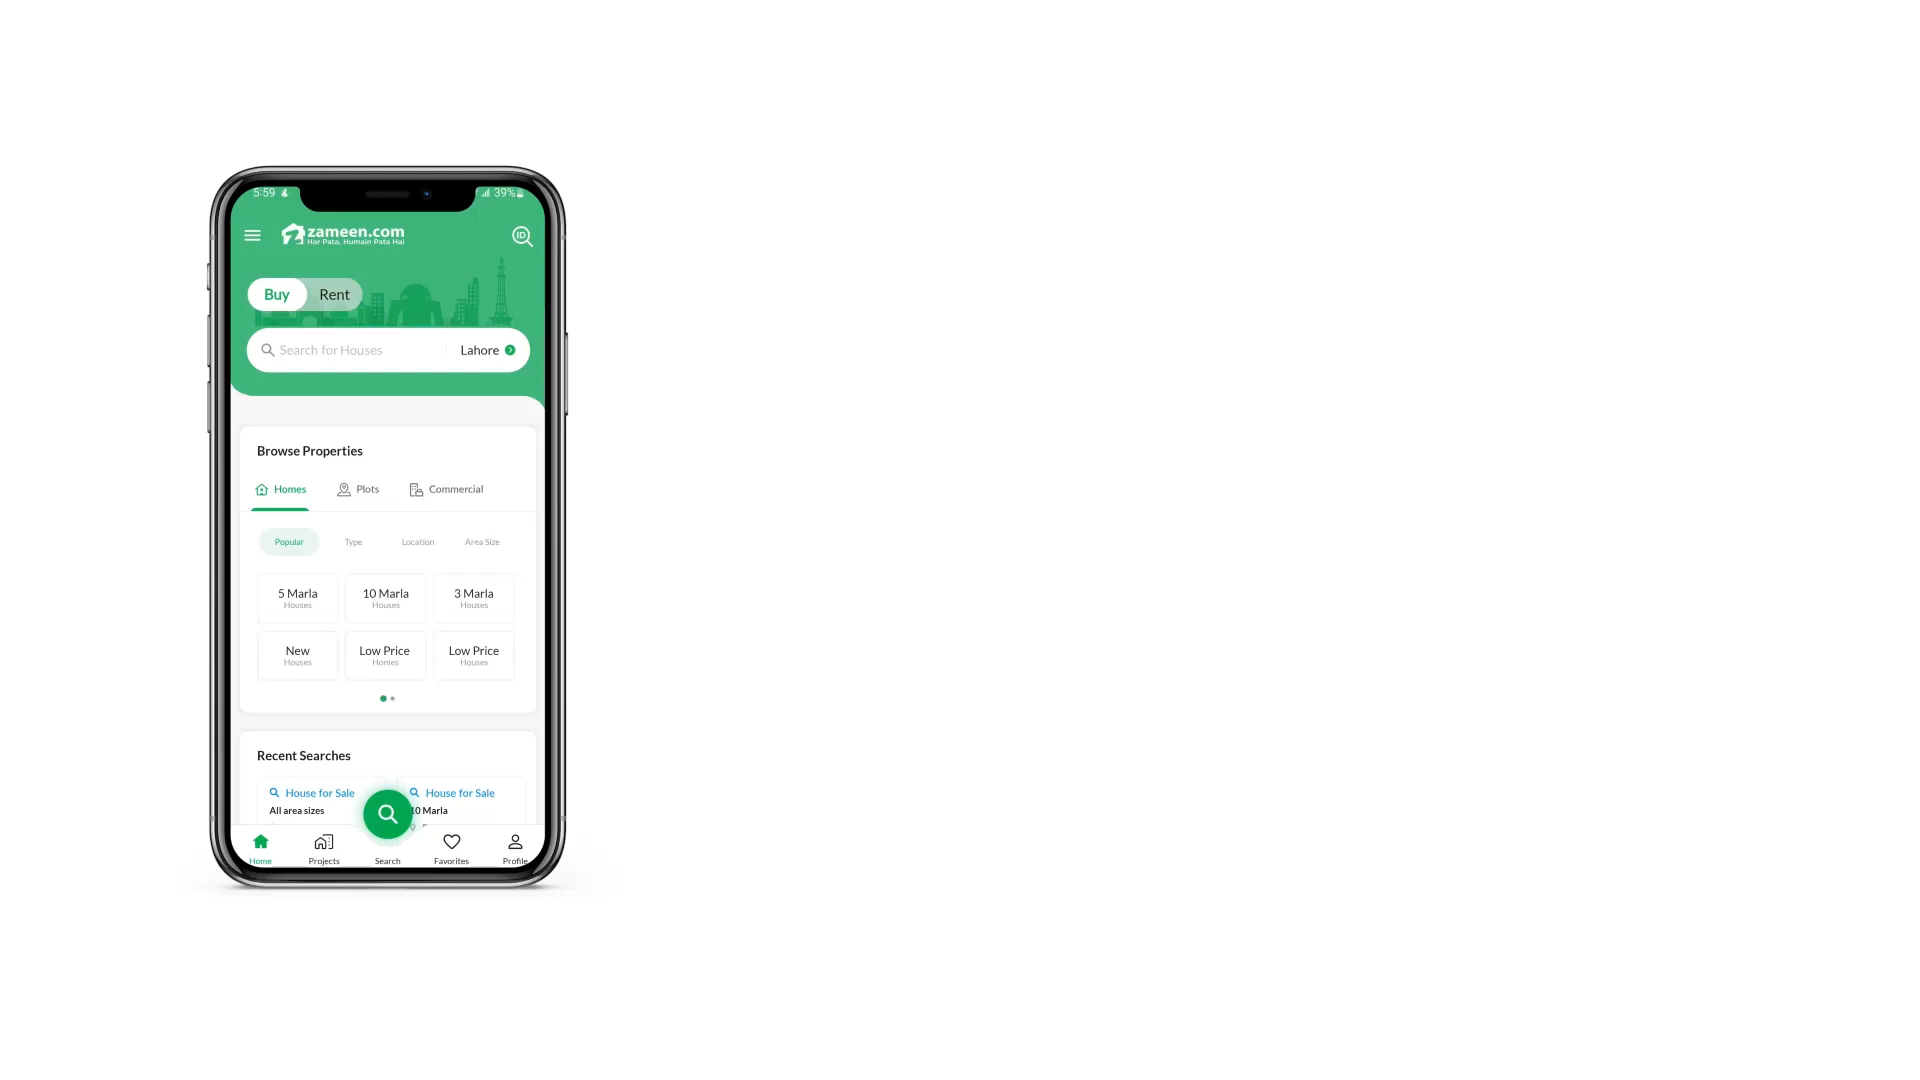 5:59
39%
zameen.com
Har Pata, Humain Pata Hai
ID
Buy
Rent
Search for Houses
Lahore
Browse Properties
Homes
Plots
Commercial
Popular
Type
Location
Area Size
5 Marla
Houses
10 Marla
Houses
3 Marla
Houses
New
Houses
Low Price
Homes
Low Price
Houses
Recent Searches
House for Sale
All area sizes
House for Sale
10 Marla
Home
Projects
Search
Favorites
Profile